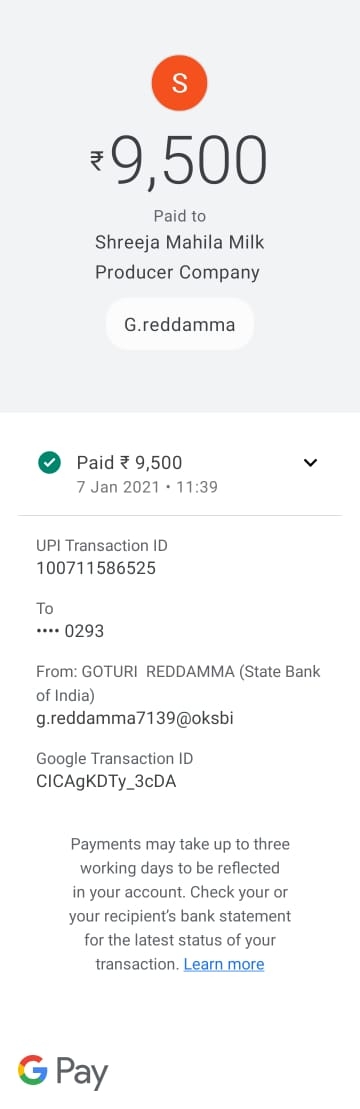 S
₹9,500
Paid to
Shreeja Mahila Milk
Producer Company
G.reddamma
Paid ₹ 9,500
7 Jan 2021 • 11:39
UPI Transaction ID
100711586525
To
•••• 0293
From: GOTURI  REDDAMMA (State Bank
of India)
g.reddamma7139@oksbi
Google Transaction ID
CICAgKDTy_3cDA
Payments may take up to three
working days to be reflected
in your account. Check your or
your recipient's bank statement
for the latest status of your
transaction. Learn more
G Pay